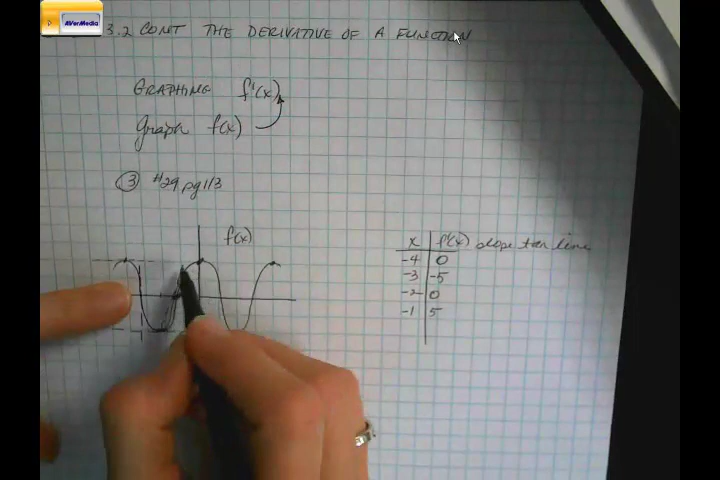 AVerMedia
3.2 CONT THE DERIVATIVE OF A FUNCTION
GRAPHING f'(x)
Graph f(x)
③ #29 pg 113
f(x)
x f'(x) slope tan line
-4 0
-3 -5
-2 0
-1 5